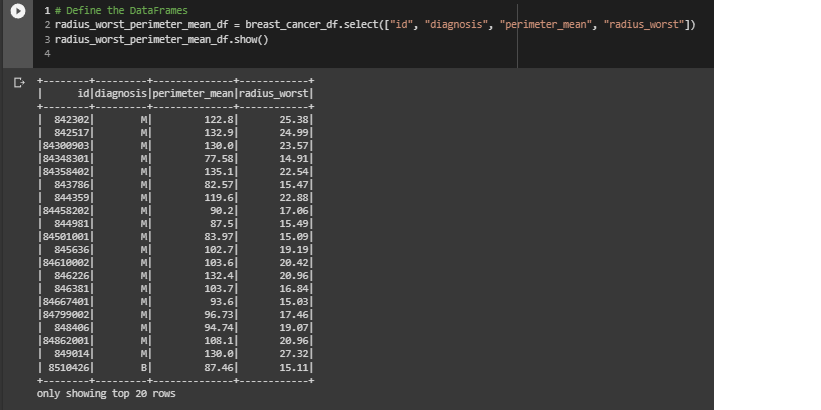 1 # Define the DataFrames
2 radius_worst_perimeter_mean_df = breast_cancer_df.select(["id", "diagnosis", "perimeter_mean", "radius_worst"])
3 radius_worst_perimeter_mean_df.show()
4
+--------+---------+--------------+------------+
|      id|diagnosis|perimeter_mean|radius_worst|
+--------+---------+--------------+------------+
|  842302|        M|         122.8|       25.38|
|  842517|        M|         132.9|       24.99|
|84300903|        M|         130.0|       23.57|
|84348301|        M|         77.58|       14.91|
|84358402|        M|         135.1|       22.54|
|  843786|        M|         82.57|       15.47|
|  844359|        M|         119.6|       22.88|
|84458202|        M|          90.2|       17.06|
|  844981|        M|          87.5|       15.49|
|84501001|        M|         83.97|       15.09|
|  845636|        M|         102.7|       19.19|
|84610002|        M|         103.6|       20.42|
|  846226|        M|         132.4|       20.96|
|  846381|        M|         103.7|       16.84|
|84667401|        M|          93.6|       15.03|
|84799002|        M|         96.73|       17.46|
|  848406|        M|         94.74|       19.07|
|84862001|        M|         108.1|       20.96|
|  849014|        M|         130.0|       27.32|
| 8510426|        B|         87.46|       15.11|
+--------+---------+--------------+------------+
only showing top 20 rows